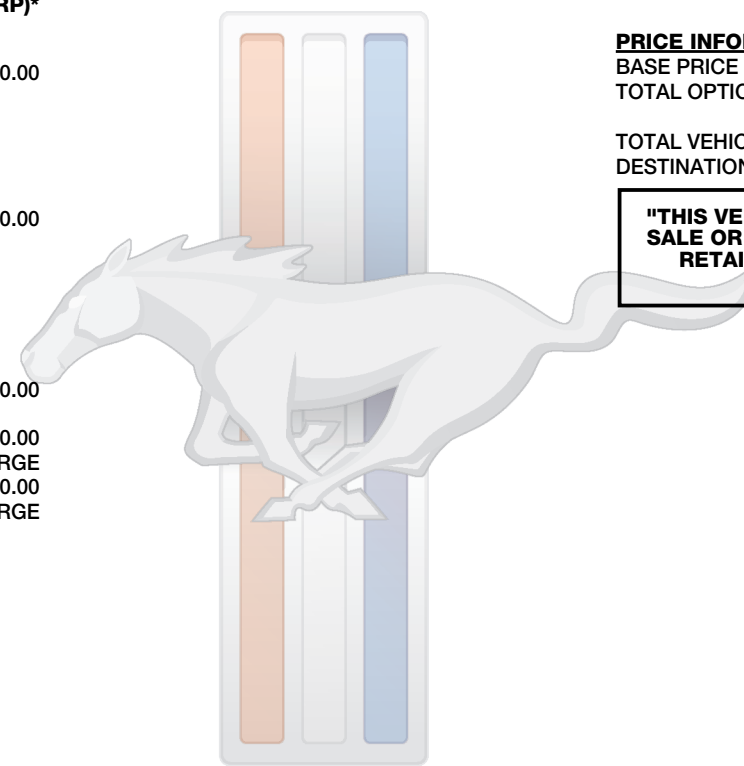 RP)*
0.00
0.00
0.00
0.00
RGE
0.00
RGE
PRICE INFO
BASE PRICE
TOTAL OPTIO
TOTAL VEHIC
DESTINATION
"THIS VE
SALE OR
RETAI